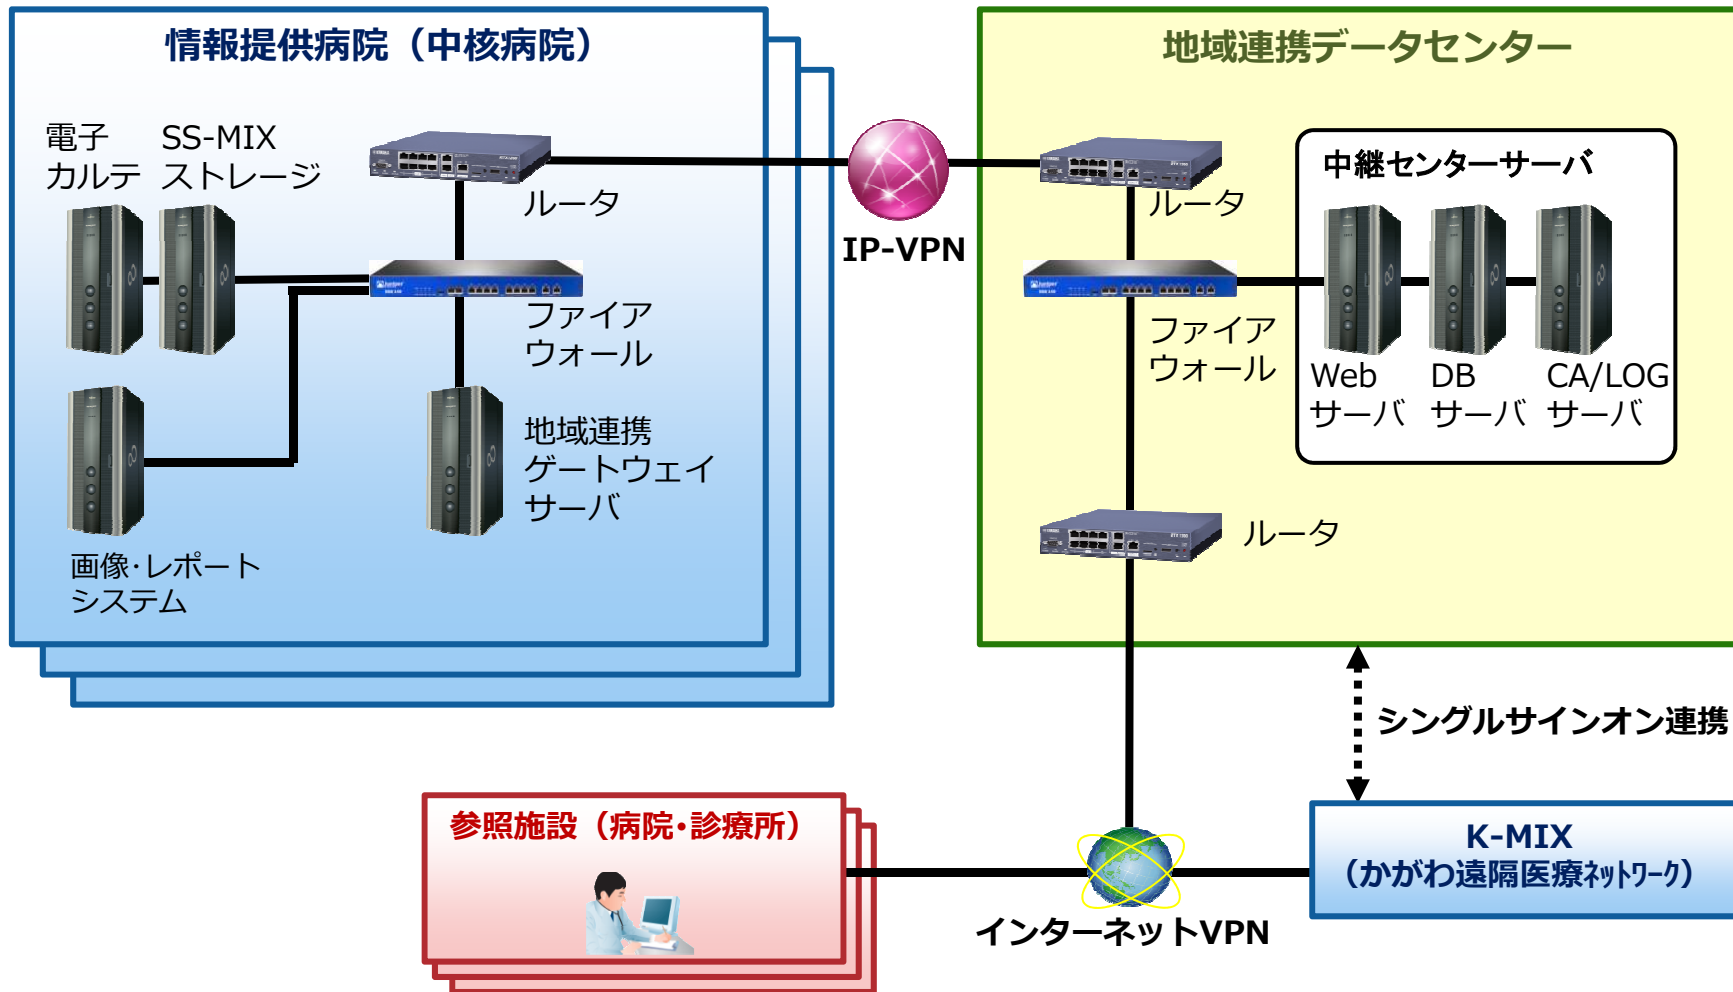 情報提供病院（中核病院）
電子
カルテ
SS-MIX
ストレージ
ルータ
ファイア
ウォール
地域連携
ゲートウェイ
サーバ
画像・レポート
システム
IP-VPN
地域連携データセンター
ルータ
ファイア
ウォール
中継センターサーバ
Web
サーバ
DB
サーバ
CA/LOG
サーバ
ルータ
シングルサインオン連携
参照施設（病院・診療所）
インターネットVPN
K-MIX
（かがわ遠隔医療ﾈｯﾄﾜｰｸ）